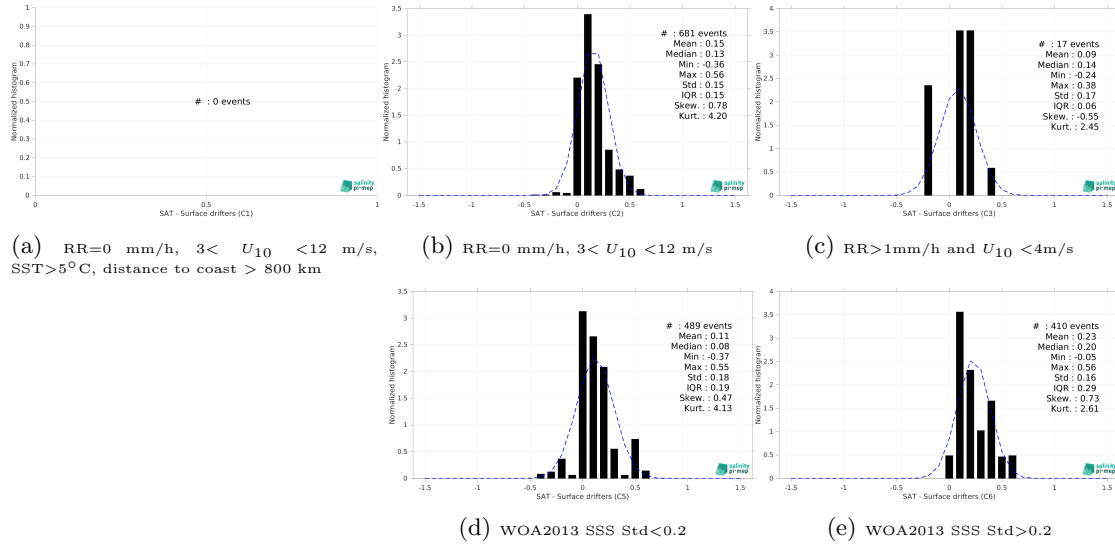 1
0.9
0.8
0.7
0.6
0.5
0.4
0.3
0.2
0.1
0
Normalized histogram
# : 0 events
0 0.5 1
SAT - Surface drifters (C1)
salinity
pi-mep
(a) RR=0 mm/h, 3< U10 <12 m/s,
SST>5°C, distance to coast > 800 km
3.5
3
2.5
2
1.5
1
0.5
0
Normalized histogram
# : 681 events
Mean : 0.15
Median : 0.13
Min : -0.36
Max : 0.56
Std : 0.15
IQR : 0.15
Skew. : 0.78
Kurt. : 4.20
-1.5 -1 -0.5 0 0.5 1 1.5
SAT - Surface drifters (C2)
salinity
pi-mep
(b) RR=0 mm/h, 3< U10 <12 m/s
4
3.5
3
2.5
2
1.5
1
0.5
0
Normalized histogram
# : 17 events
Mean : 0.09
Median : 0.14
Min : -0.24
Max : 0.38
Std : 0.17
IQR : 0.06
Skew. : -0.55
Kurt. : 2.45
-1.5 -1 -0.5 0 0.5 1 1.5
SAT - Surface drifters (C3)
salinity
pi-mep
(c) RR>1mm/h and U10 <4m/s
3.5
3
2.5
2
1.5
1
0.5
0
Normalized histogram
# : 489 events
Mean : 0.11
Median : 0.08
Min : -0.37
Max : 0.55
Std : 0.18
IQR : 0.19
Skew. : 0.47
Kurt. : 4.13
-1.5 -1 -0.5 0 0.5 1 1.5
SAT - Surface drifters (C5)
salinity
pi-mep
(d) WOA2013 SSS Std<0.2
4
3.5
3
2.5
2
1.5
1
0.5
0
Normalized histogram
# : 410 events
Mean : 0.23
Median : 0.20
Min : -0.05
Max : 0.56
Std : 0.16
IQR : 0.29
Skew. : 0.73
Kurt. : 2.61
-1.5 -1 -0.5 0 0.5 1 1.5
SAT - Surface drifters (C6)
salinity
pi-mep
(e) WOA2013 SSS Std>0.2